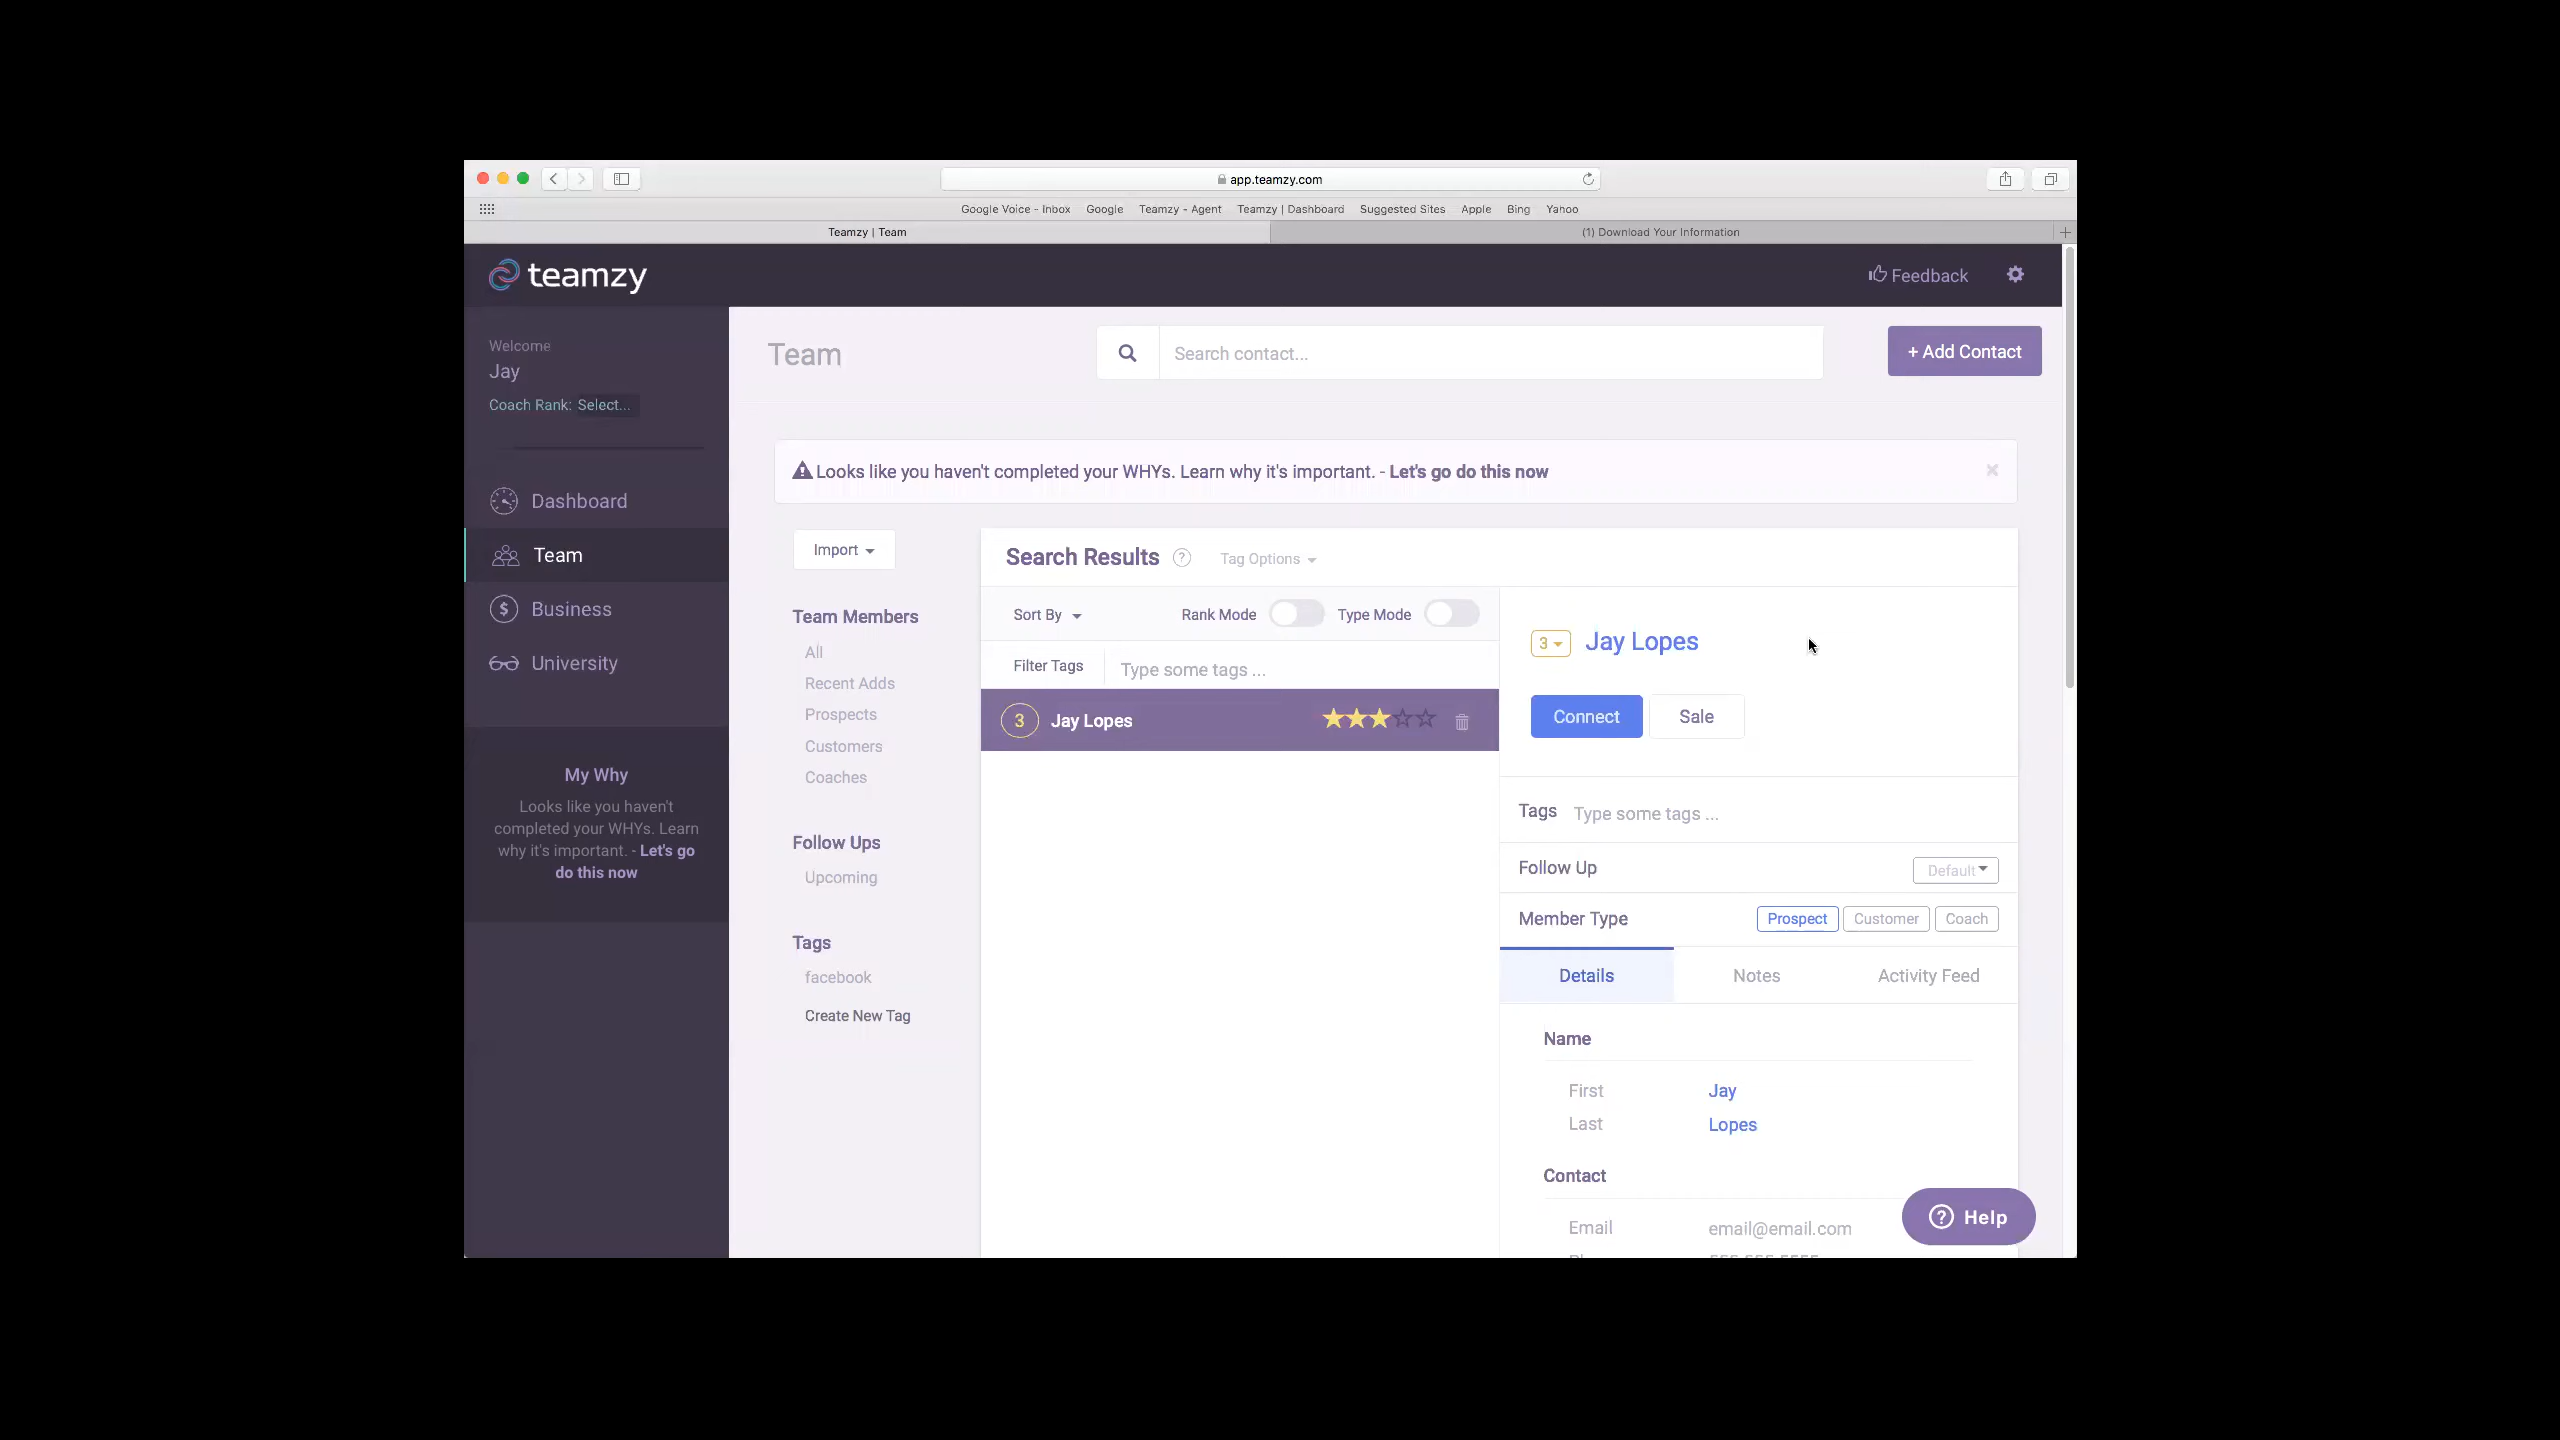 app.teamzy.com
Google Voice - Inbox Google Teamzy - Agent Teamzy | Dashboard Suggested Sites Apple Bing Yahoo
Teamzy | Team
(1) Download Your Information
teamzy
Feedback
Welcome
Jay
Coach Rank: Select...
Dashboard
Team
Business
University
My Why
Looks like you haven't
completed your WHYs. Learn
why it's important. - Let's go
do this now
Team
Search contact...
+ Add Contact
Looks like you haven't completed your WHYs. Learn why it's important. - Let's go do this now
×
Import
Team Members
All
Recent Adds
Prospects
Customers
Coaches
Follow Ups
Upcoming
Tags
facebook
Create New Tag
Search Results ? Tag Options
Sort By Rank Mode Type Mode
Filter Tags Type some tags ...
3 Jay Lopes
3 Jay Lopes
Connect Sale
Tags Type some tags ...
Follow Up Default
Member Type Prospect Customer Coach
Details Notes Activity Feed
Name
First Jay
Last Lopes
Contact
Email email@email.com
? Help